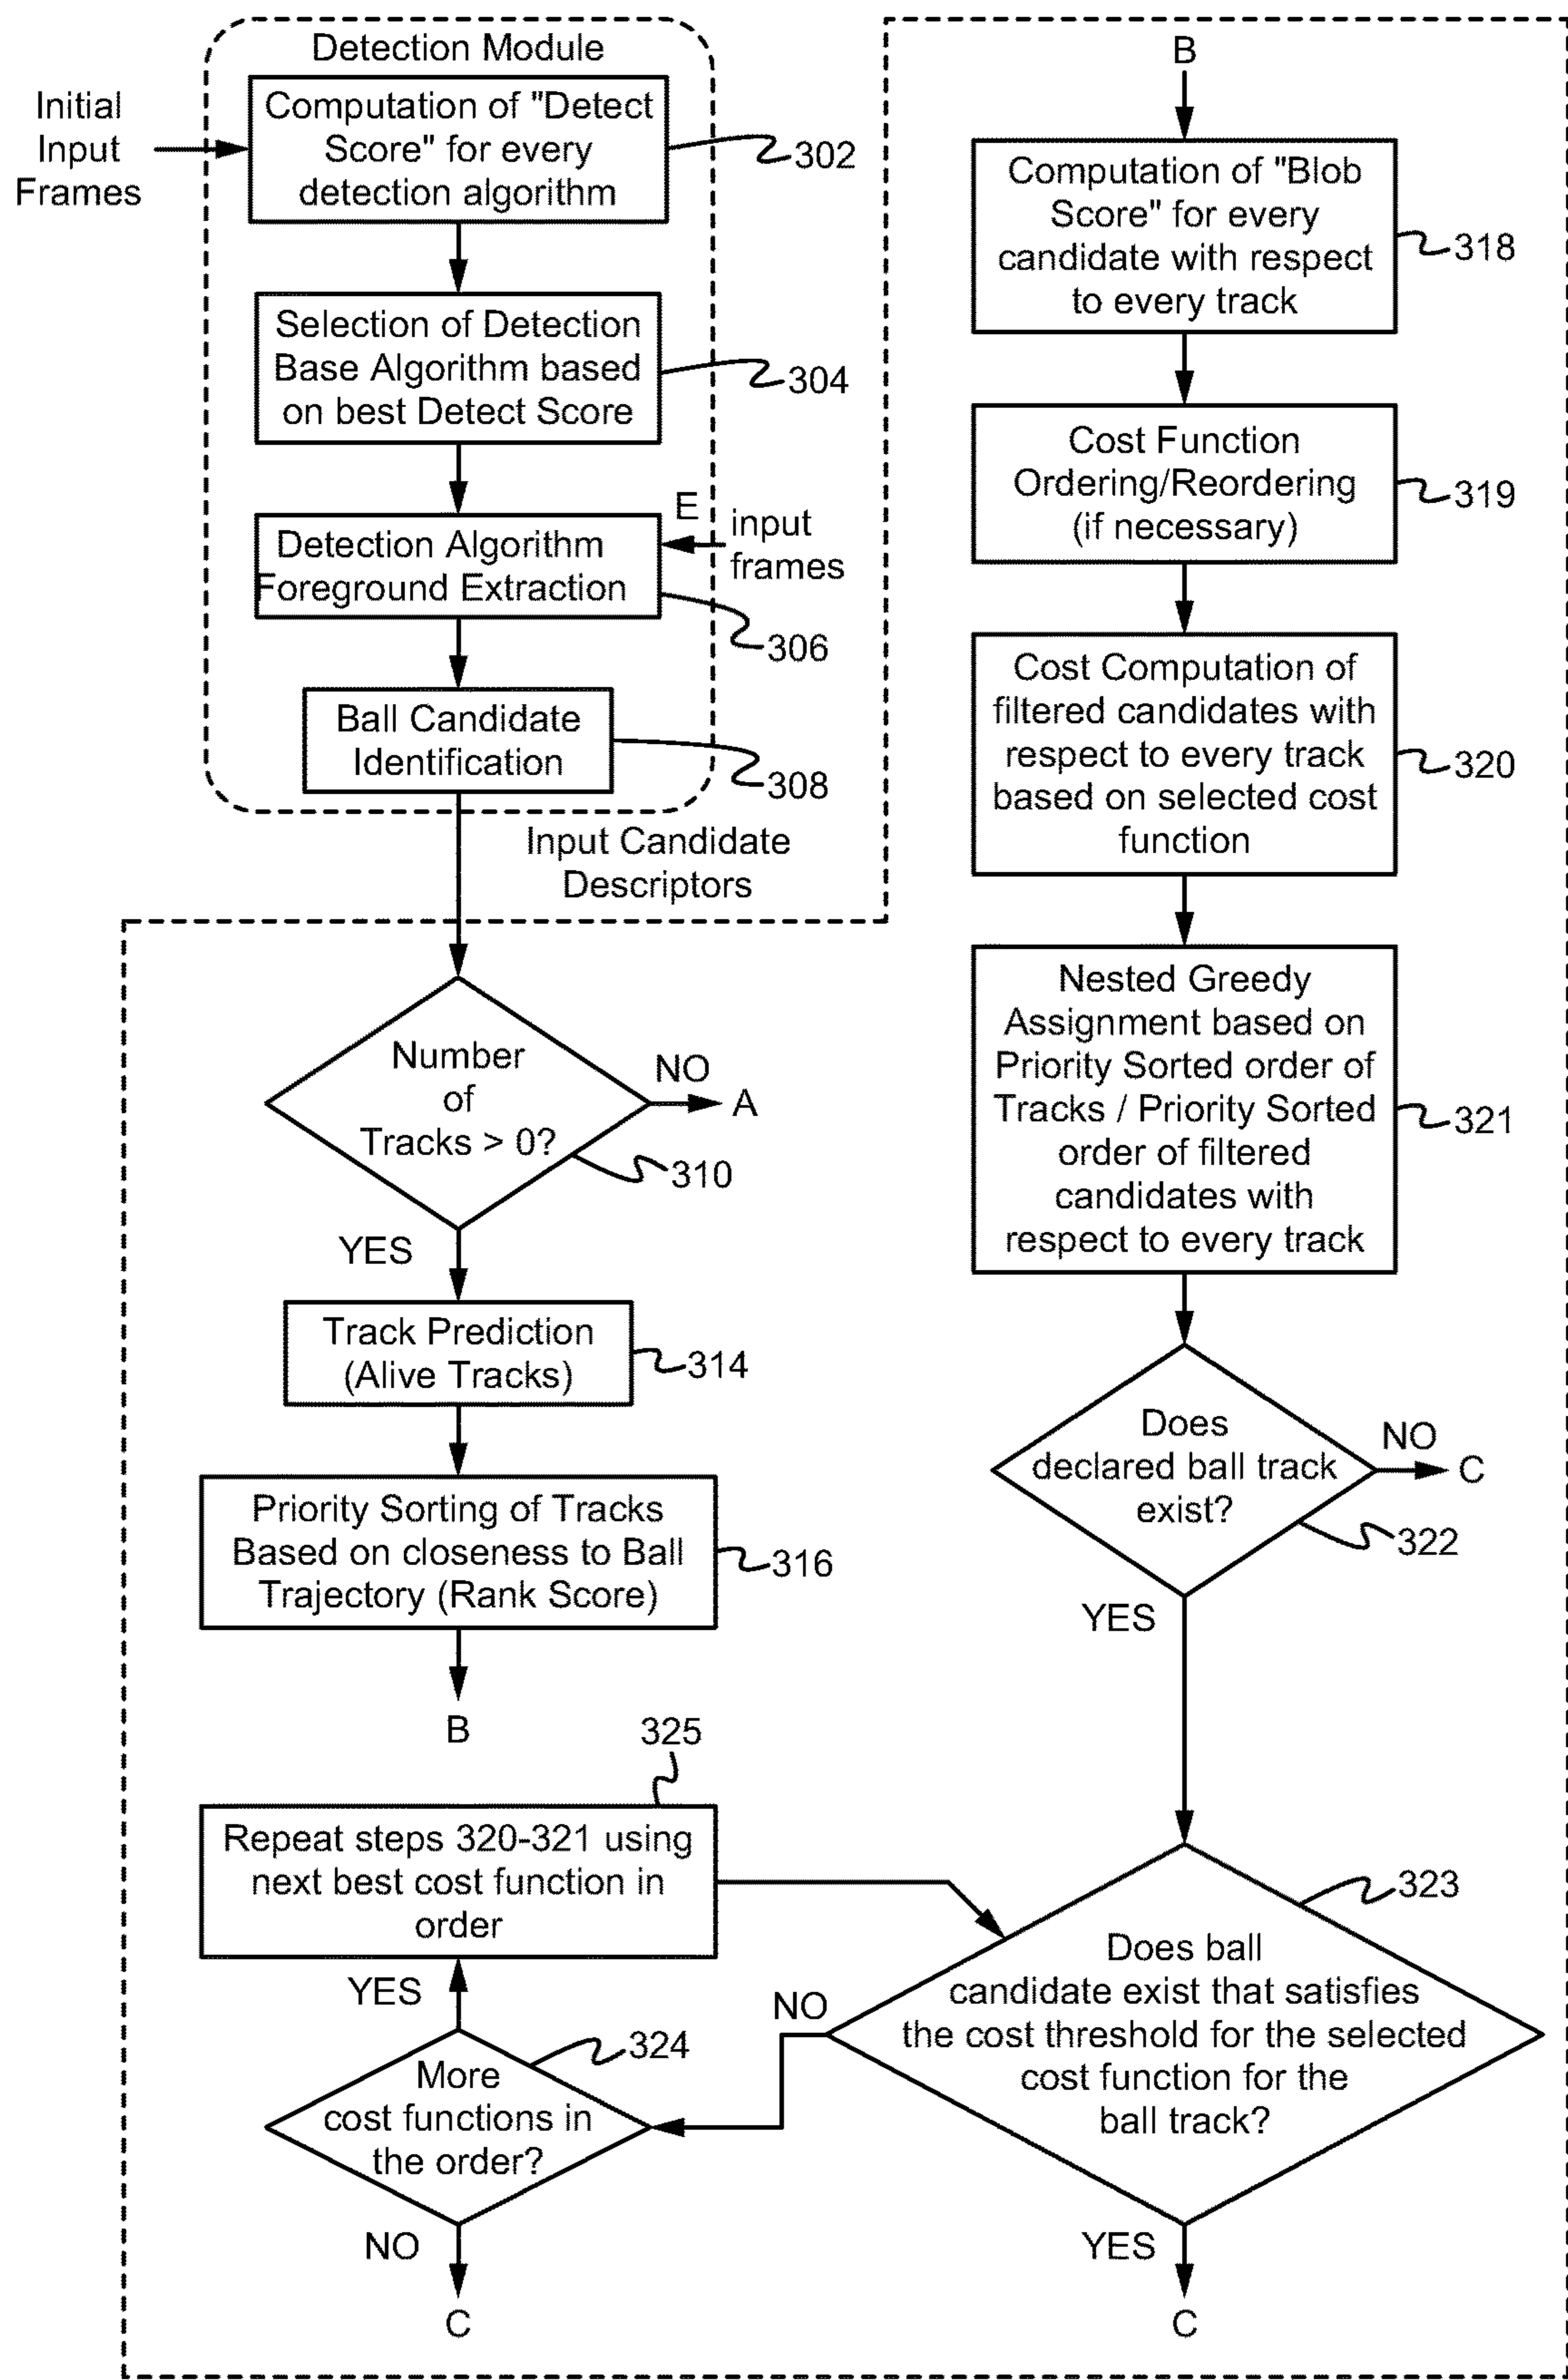 Detection Module
Initial
Input
Frames
Computation of "Detect
Score" for every
detection algorithm
302
Selection of Detection
Base Algorithm based
on best Detect Score
304
E
input
frames
Detection Algorithm
Foreground Extraction
306
Ball Candidate
Identification
308
Input Candidate
Descriptors
Number
of
Tracks > 0?
NO
A
310
YES
Track Prediction
(Alive Tracks)
314
Priority Sorting of Tracks
Based on closeness to Ball
Trajectory (Rank Score)
316
B
B
Computation of "Blob
Score" for every
candidate with respect
to every track
318
Cost Function
Ordering/Reordering
(if necessary)
319
Cost Computation of
filtered candidates with
respect to every track
based on selected cost
function
320
Nested Greedy
Assignment based on
Priority Sorted order of
Tracks / Priority Sorted
order of filtered
candidates with
respect to every track
321
Does
declared ball track
exist?
NO
C
322
YES
323
Does ball
candidate exist that satisfies
the cost threshold for the selected
cost function for the
ball track?
NO
YES
C
325
Repeat steps 320-321 using
next best cost function in
order
YES
324
More
cost functions in
the order?
NO
C